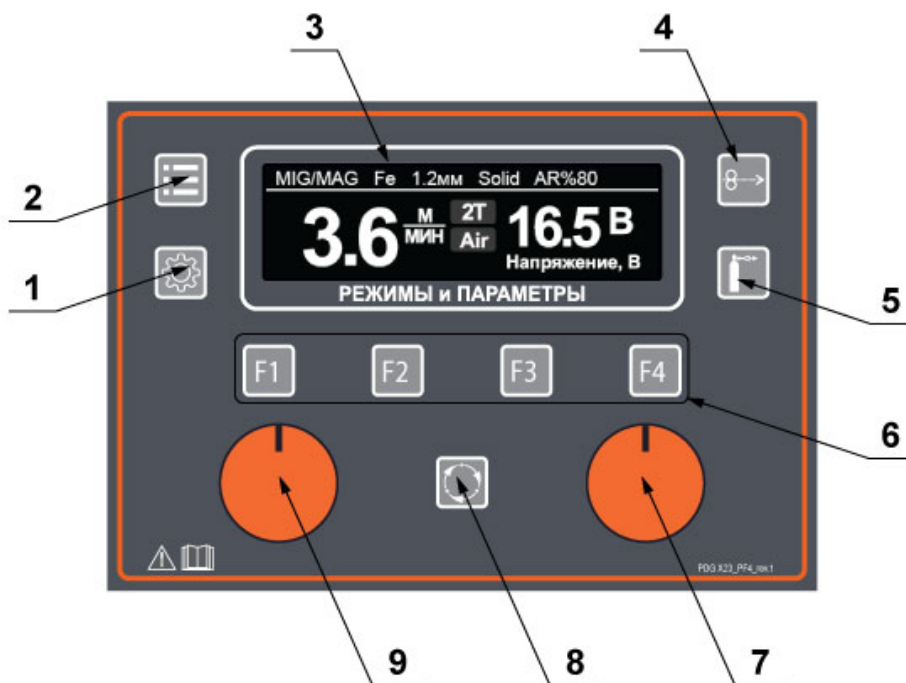 3
4
2
MIG/MAG Fe 1.2мм Solid AR%80
3.6 М/МИН 2T 16.5 В
Air
Напряжение, В
1
РЕЖИМЫ и ПАРАМЕТРЫ
5
F1 F2 F3 F4
6
PDG X23_PF4_rev.1
9 8 7